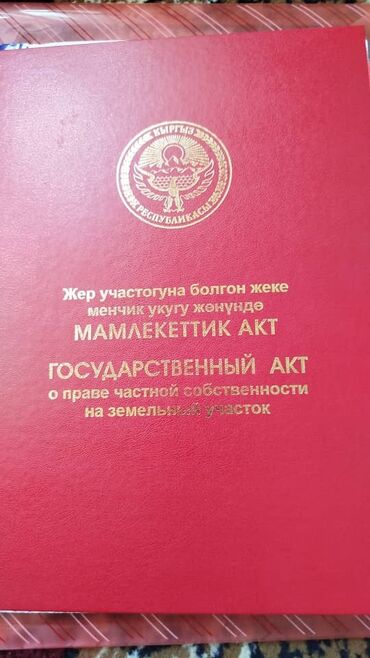 КЫРГЫЗ
РЕСПУБЛИКАСЫ
Жер участогуна болгон жеке
менчик укугу жөнүндө
МАМЛЕКЕТТИК АКТ
ГОСУДАРСТВЕННЫЙ АКТ
о праве частной собственности
на земельный участок